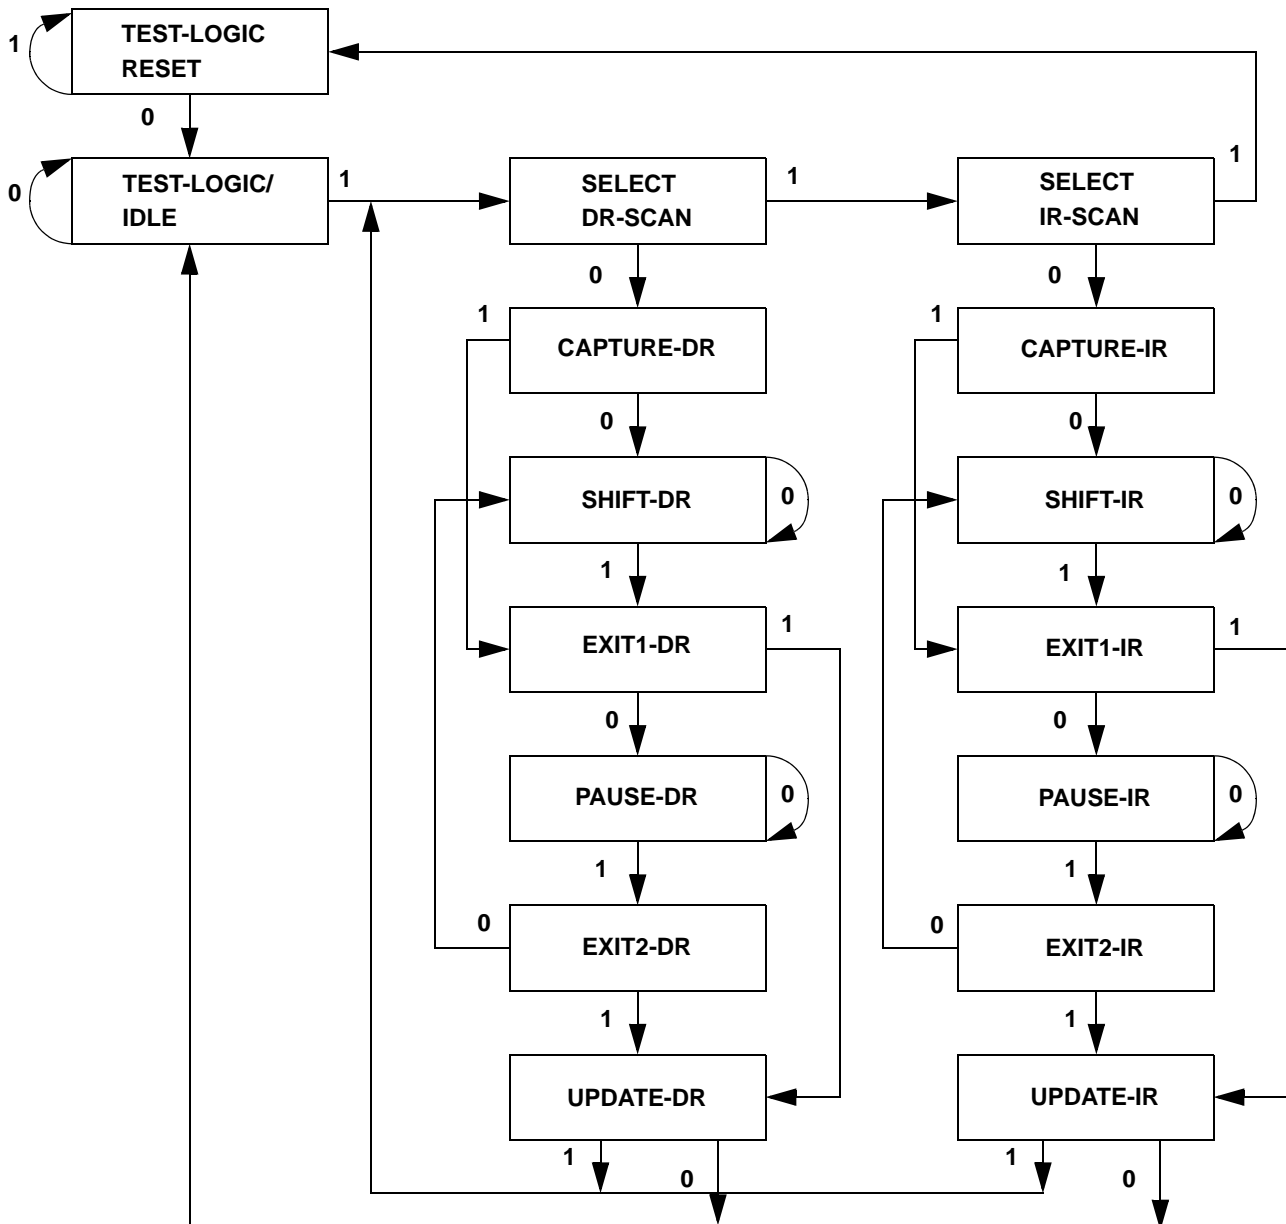 TEST-LOGIC
RESET
1
0
TEST-LOGIC/
IDLE
0
1
SELECT
DR-SCAN
1
SELECT
IR-SCAN
1
0
0
1
CAPTURE-DR
1
CAPTURE-IR
0
0
SHIFT-DR
0
SHIFT-IR
0
1
1
EXIT1-DR
1
EXIT1-IR
1
0
0
PAUSE-DR
0
PAUSE-IR
0
1
1
0
EXIT2-DR
0
EXIT2-IR
1
1
UPDATE-DR
UPDATE-IR
1
0
1
0